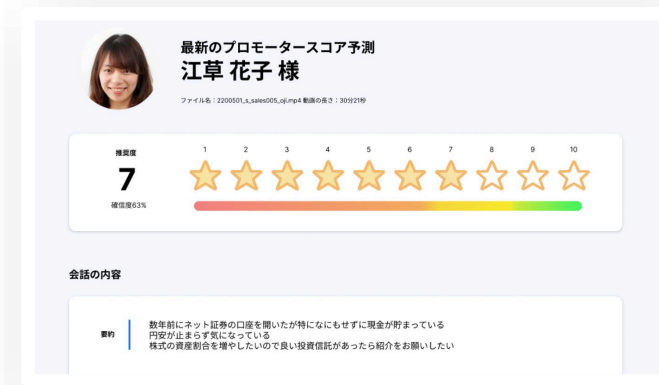 最新のプロモータースコア予測
江草 花子 様
ファイル名：2200501_s_sales005_oji.mp4 動画の長さ：30分21秒
推奨度
7
確信度63%
1 2 3 4 5 6 7 8 9 10
会話の内容
要約
数年前にネット証券の口座を開いたが特になにもせずに現金が貯まっている
円安が止まらず気になっている
株式の資産割合を増やしたいので良い投資信託があったら紹介をお願いしたい